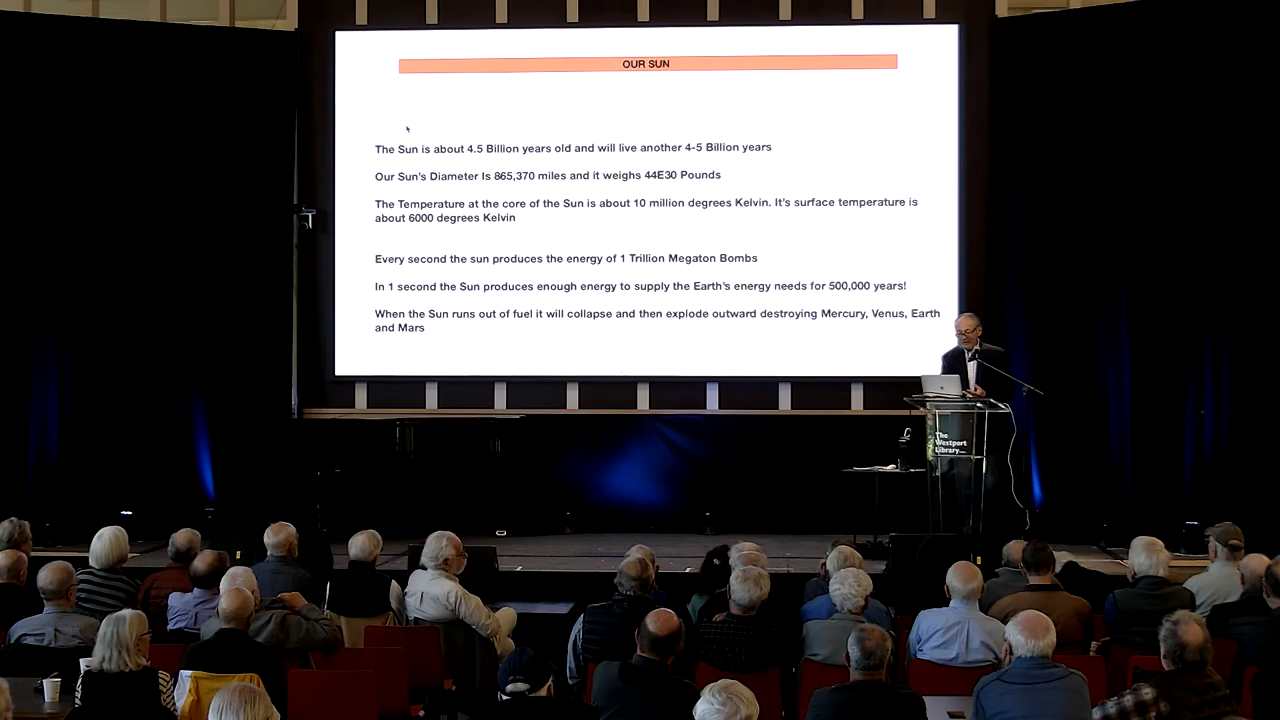 OUR SUN
The Sun is about 4.5 Billion years old and will live another 4-5 Billion years
Our Sun's Diameter Is 865,370 miles and it weighs 44E30 Pounds
The Temperature at the core of the Sun is about 10 million degrees Kelvin. It's surface temperature is
about 6000 degrees Kelvin
Every second the sun produces the energy of 1 Trillion Megaton Bombs
In 1 second the Sun produces enough energy to supply the Earth's energy needs for 500,000 years!
When the Sun runs out of fuel it will collapse and then explode outward destroying Mercury, Venus, Earth
and Mars
The
Westport
Library